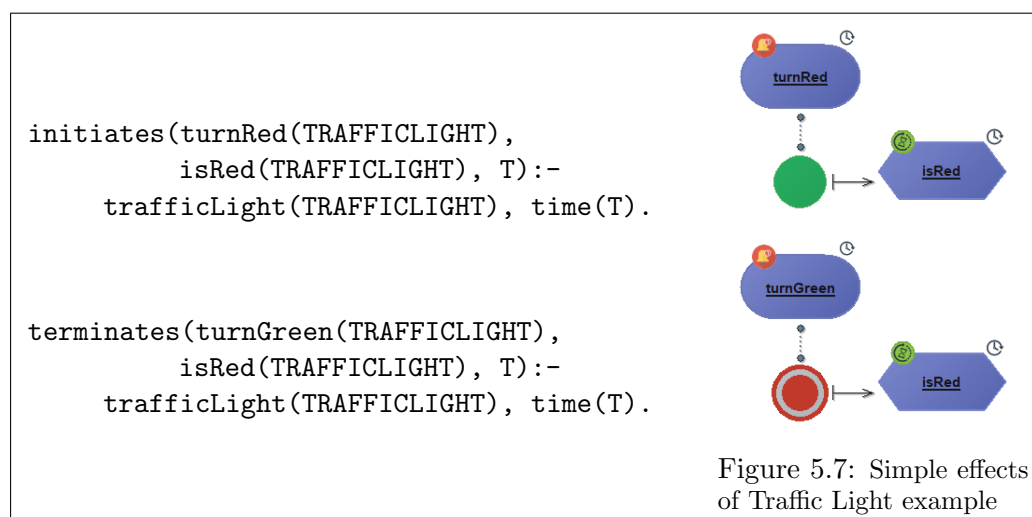 initiates(turnRed(TRAFFICLIGHT),
isRed(TRAFFICLIGHT), T):-
trafficLight(TRAFFICLIGHT), time(T).
terminates(turnGreen(TRAFFICLIGHT),
isRed(TRAFFICLIGHT), T):-
trafficLight(TRAFFICLIGHT), time(T).
turnRed
isRed
turnGreen
isRed
Figure 5.7: Simple effects
of Traffic Light example